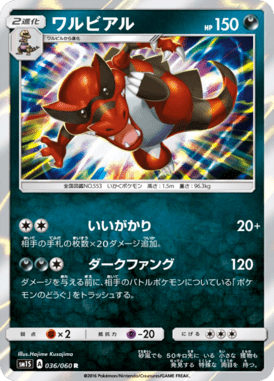 2進化
ワルビアル
HP 150
ワルビルから進化
全国図鑑NO.553 いかくポケモン 高さ:1.5m 重さ:96.3kg
いいがかり 20+
相手の手札の枚数×20ダメージ追加。
ダークファング 120
ダメージを与える前に、相手のバトルポケモンについている「ポケモンのどうぐ」をトラッシュする。
弱点 ×2 抵抗力 -20 にげる
illus.Hajime Kusajima
sm1S A 036/060 R
©2016 Pokémon/Nintendo/Creatures/GAME FREAK.